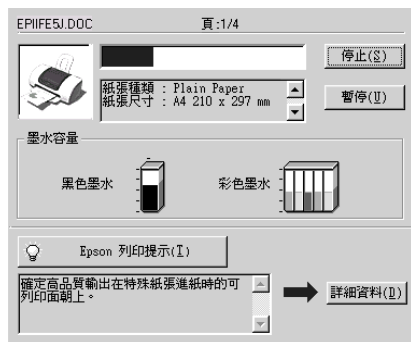 EPIIFE5J.DOC 頁:1/4
停止(S)
紙張種類 : Plain Paper
紙張尺寸 : A4 210 x 297 mm
暫停(U)
墨水容量
黑色墨水 彩色墨水
Epson 列印提示(I)
確定高品質輸出在特殊紙張進紙時的可
列印面朝上。
詳細資料(D)